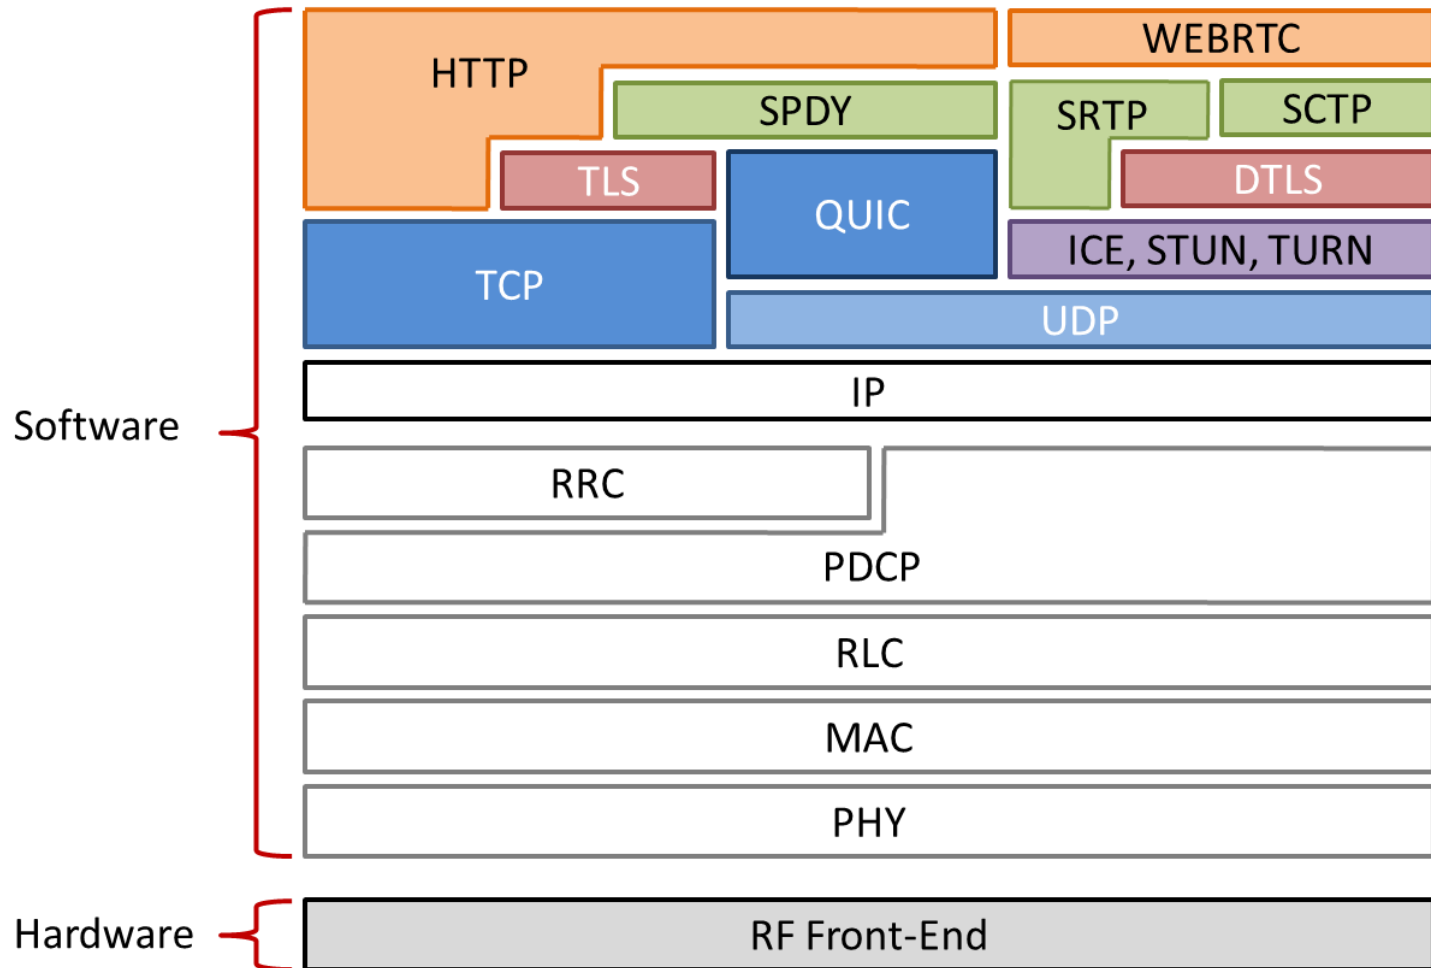 HTTP
WEBRTC
SPDY
SRTP
SCTP
TLS
QUIC
DTLS
TCP
ICE, STUN, TURN
UDP
IP
Software
RRC
PDCP
RLC
MAC
PHY
Hardware
RF Front-End